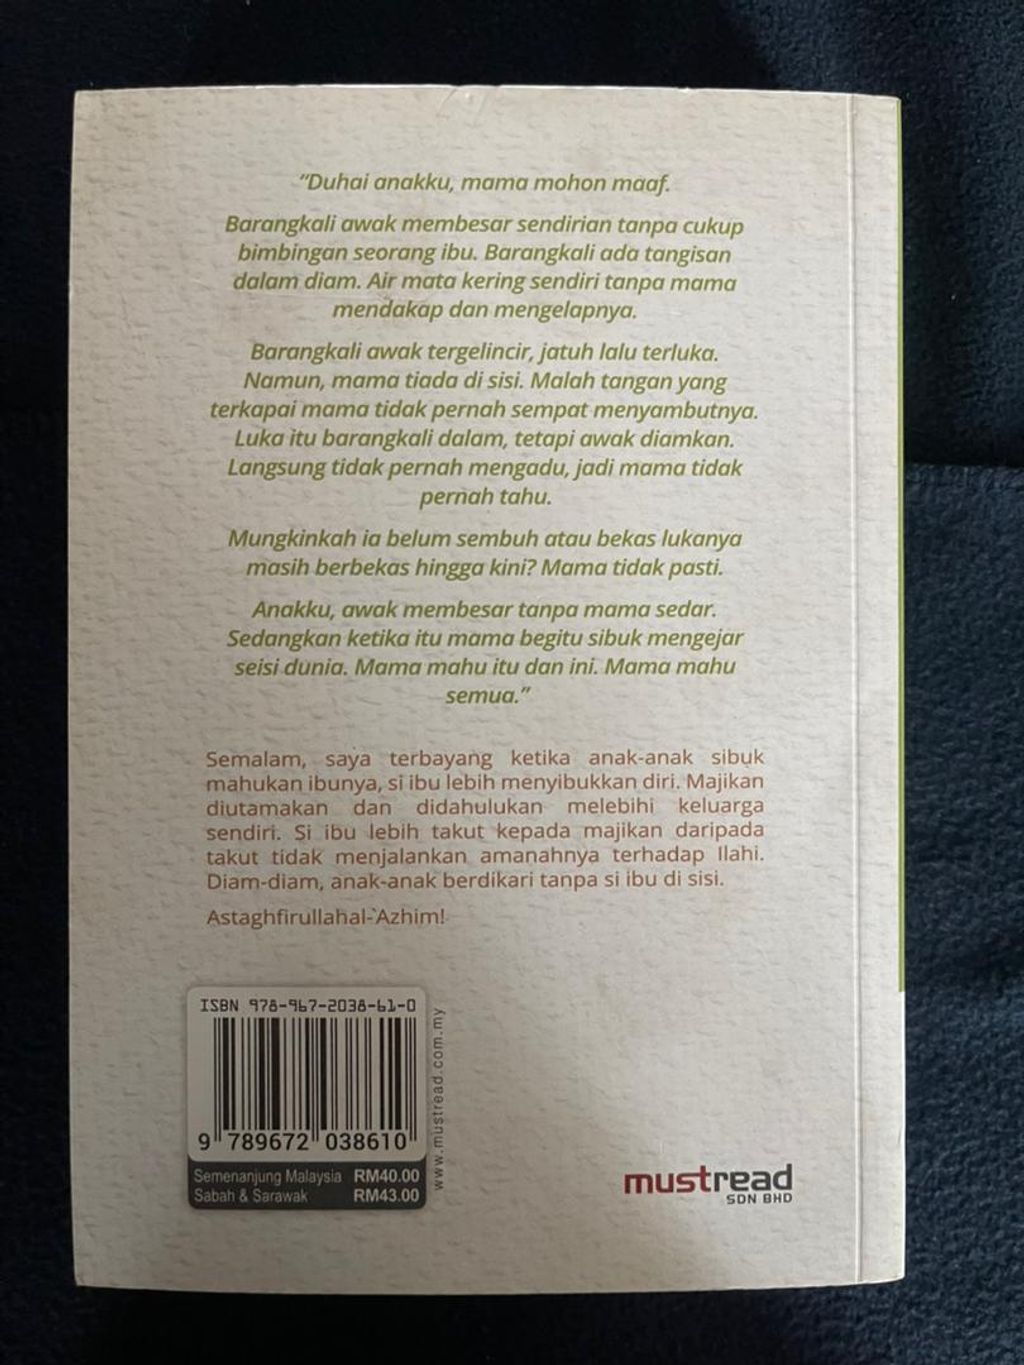 “Duhai anakku, mama mohon maaf.
Barangkali awak membesar sendirian tanpa cukup
bimbingan seorang ibu. Barangkali ada tangisan
dalam diam. Air mata kering sendiri tanpa mama
mendakap dan mengelapnya.
Barangkali awak tergelincir, jatuh lalu terluka.
Namun, mama tiada di sisi. Malah tangan yang
terkapai mama tidak pernah sempat menyambutnya.
Luka itu barangkali dalam, tetapi awak diamkan.
Langsung tidak pernah mengadu, jadi mama tidak
pernah tahu.
Mungkinkah ia belum sembuh atau bekas lukanya
masih berbekas hingga kini? Mama tidak pasti.
Anakku, awak membesar tanpa mama sedar.
Sedangkan ketika itu mama begitu sibuk mengejar
seisi dunia. Mama mahu itu dan ini. Mama mahu
semua.”
Semalam, saya terbayang ketika anak-anak sibuk
mahukan ibunya, si ibu lebih menyibukkan diri. Majikan
diutamakan dan didahulukan melebihi keluarga
sendiri. Si ibu lebih takut kepada majikan daripada
takut tidak menjalankan amanahnya terhadap Ilahi.
Diam-diam, anak-anak berdikari tanpa si ibu di sisi.
Astaghfirullahal-`Azhim!
ISBN 978-967-2038-61-0
9 789672 038610
www.mustread.com.my
Semenanjung Malaysia RM40.00
Sabah & Sarawak RM43.00
mustread
SDN BHD